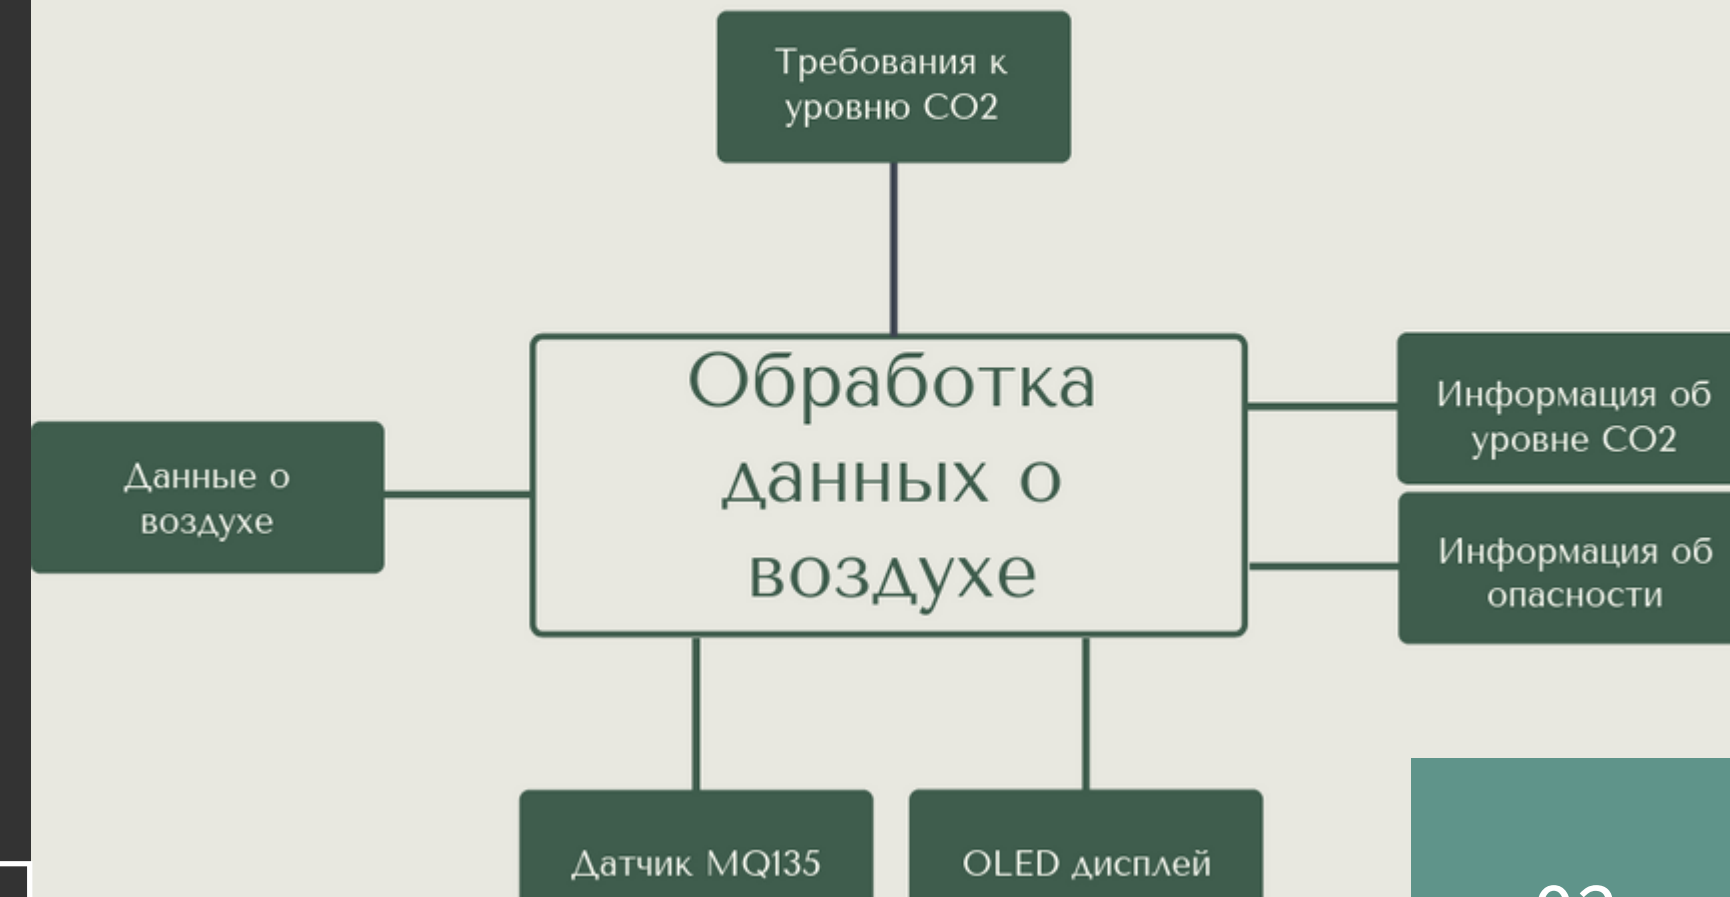 Требования к
уровню CO2
Обработка
данных о
воздухе
Данные о
воздухе
Информация об
уровне CO2
Информация об
опасности
Датчик MQ135
OLED дисплей